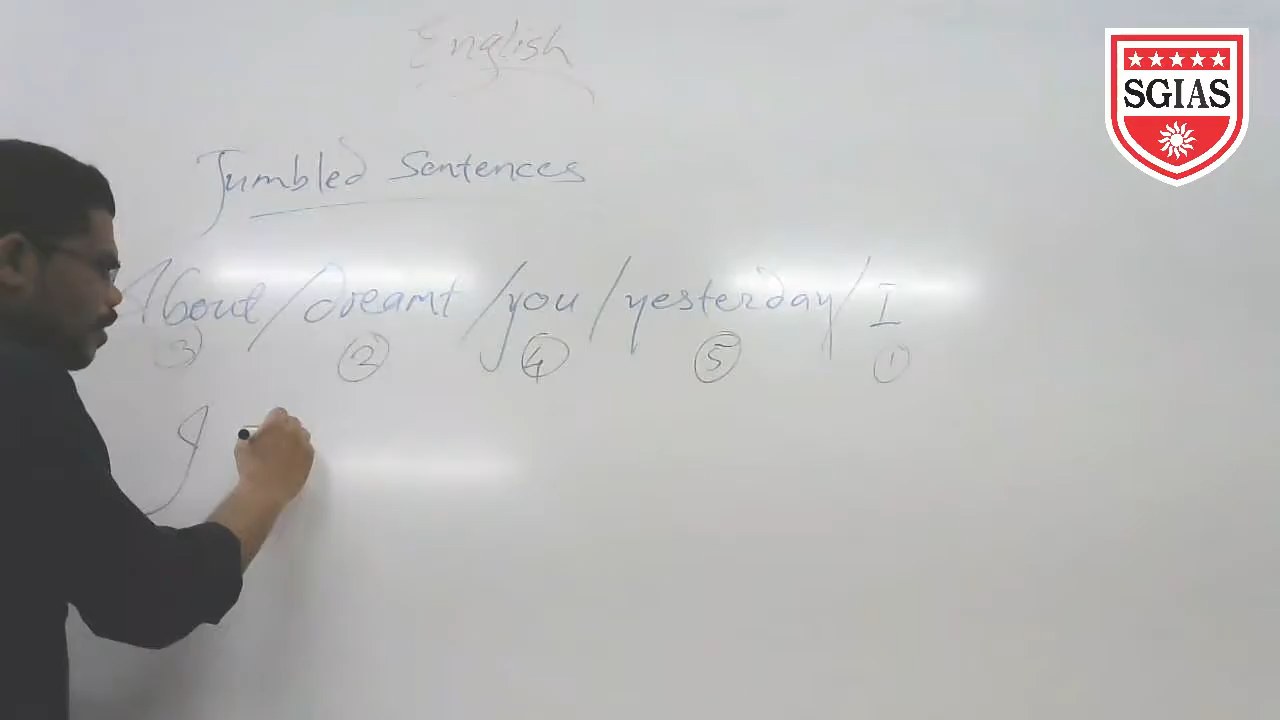 English
SGIAS
Jumbled Sentences
About / dreamt / you / yesterday / I
3 2 4 5 1
I